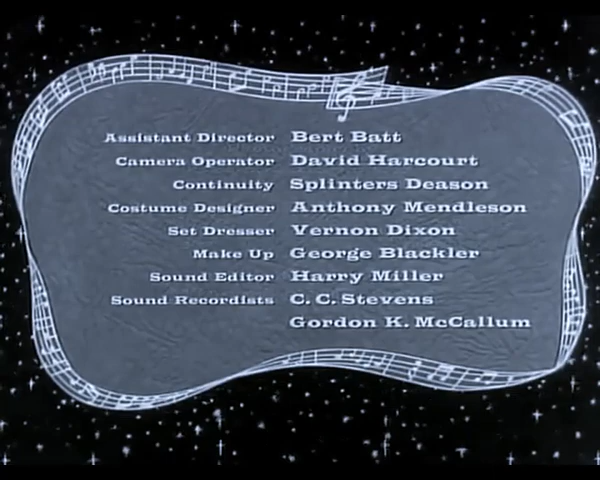 Assistant Director Bert Batt
Camera Operator David Harcourt
Continuity Splinters Deason
Costume Designer Anthony Mendleson
Set Dresser Vernon Dixon
Make Up George Blackler
Sound Editor Harry Miller
Sound Recordists C. C. Stevens
Gordon K. McCallum